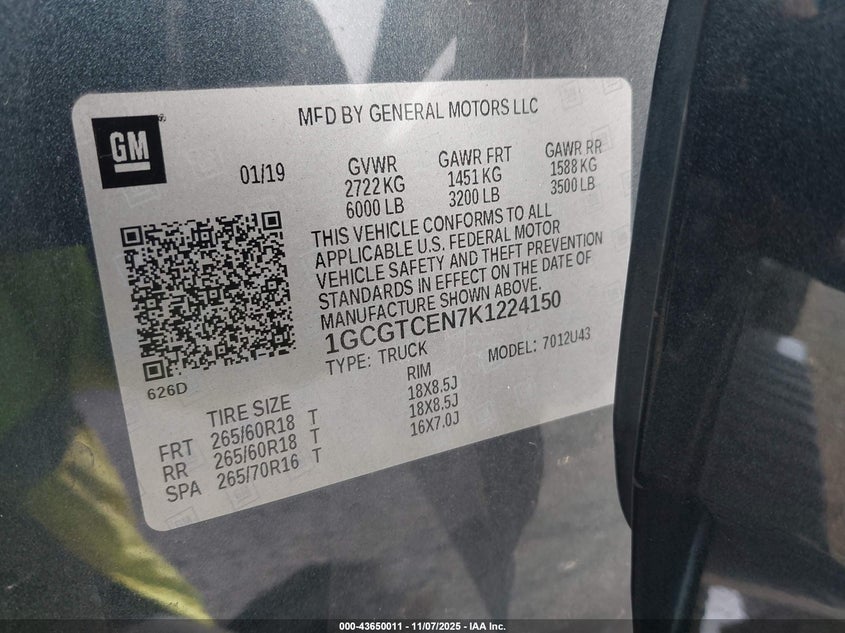 MFD BY GENERAL MOTORS LLC
GM
01/19
GVWR GAWR FRT GAWR RR
2722 KG 1451 KG 1588 KG
6000 LB 3200 LB 3500 LB
THIS VEHICLE CONFORMS TO ALL
APPLICABLE U.S. FEDERAL MOTOR
VEHICLE SAFETY AND THEFT PREVENTION
STANDARDS IN EFFECT ON THE DATE OF
MANUFACTURE SHOWN ABOVE.
1GCGTCEN7K1224150
TYPE: TRUCK MODEL: 7012U43
626D
TIRE SIZE RIM
FRT 265/60R18 T 18X8.5J
RR 265/60R18 T 18X8.5J
SPA 265/70R16 T 16X7.0J
000-43650011 - 11/07/2025 - IAA Inc.